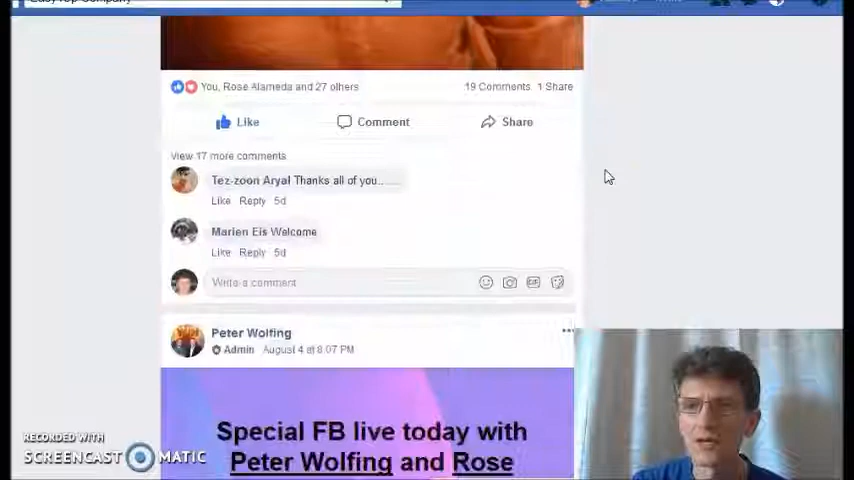 EasyTop Company
You, Rose Alameda and 27 others
19 Comments 1 Share
Like Comment Share
View 17 more comments
Tez-zoon Aryal Thanks all of you.....
Like Reply 5d
Marien Eis Welcome
Like Reply 5d
Write a comment
GIF
Peter Wolfing
Admin August 4 at 8:07 PM
Special FB live today with
Peter Wolfing and Rose
RECORDED WITH
SCREENCAST MATIC